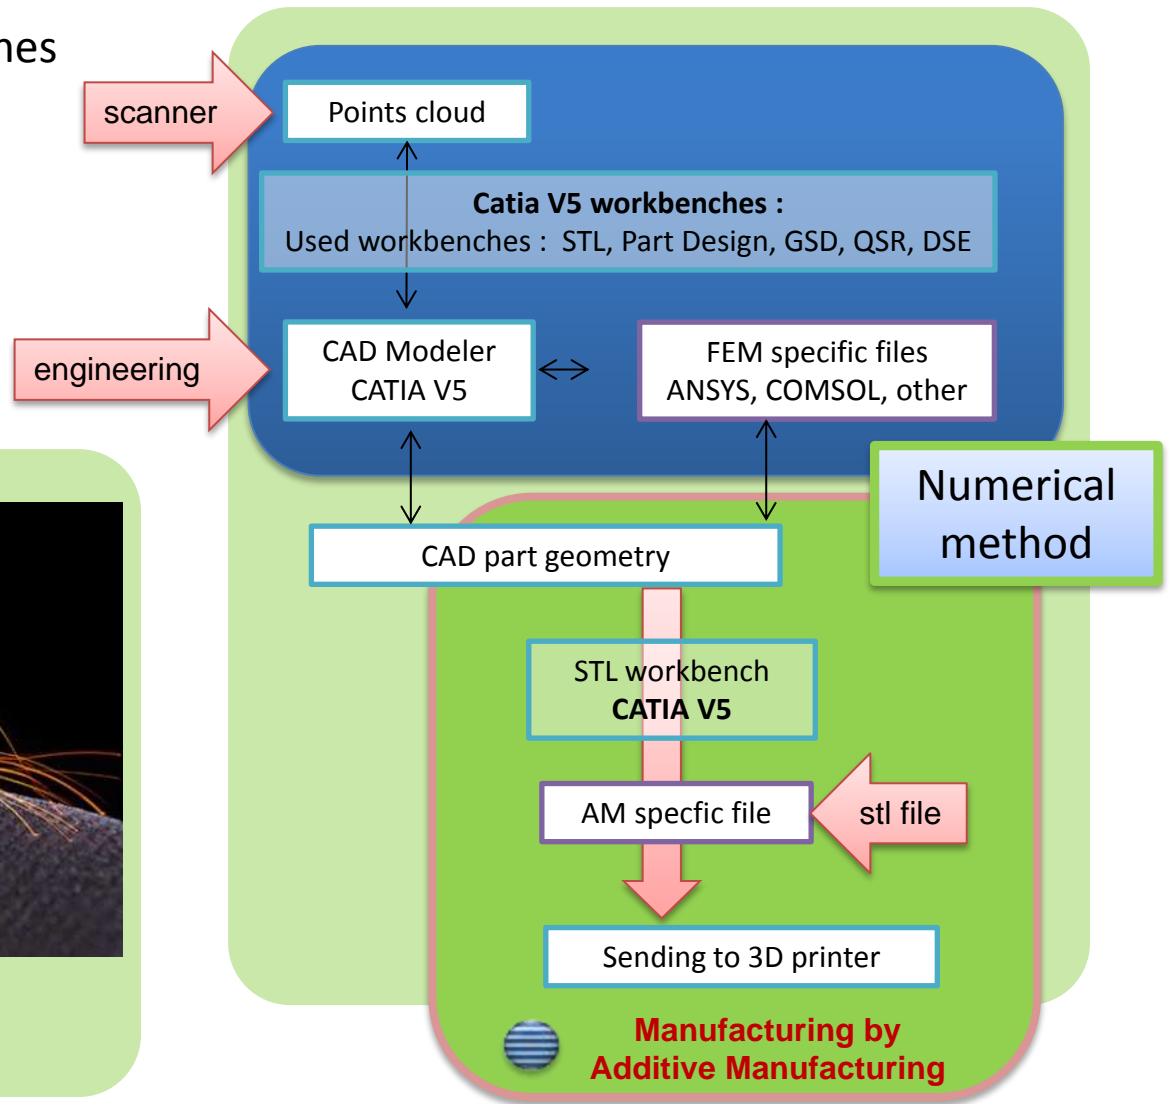 scanner
Points cloud
Catia V5 workbenches :
Used workbenches : STL, Part Design, GSD, QSR, DSE
engineering
CAD Modeler
CATIA V5
FEM specific files
ANSYS, COMSOL, other
Numerical
method
CAD part geometry
STL workbench
CATIA V5
AM specfic file
stl file
Sending to 3D printer
Manufacturing by
Additive Manufacturing